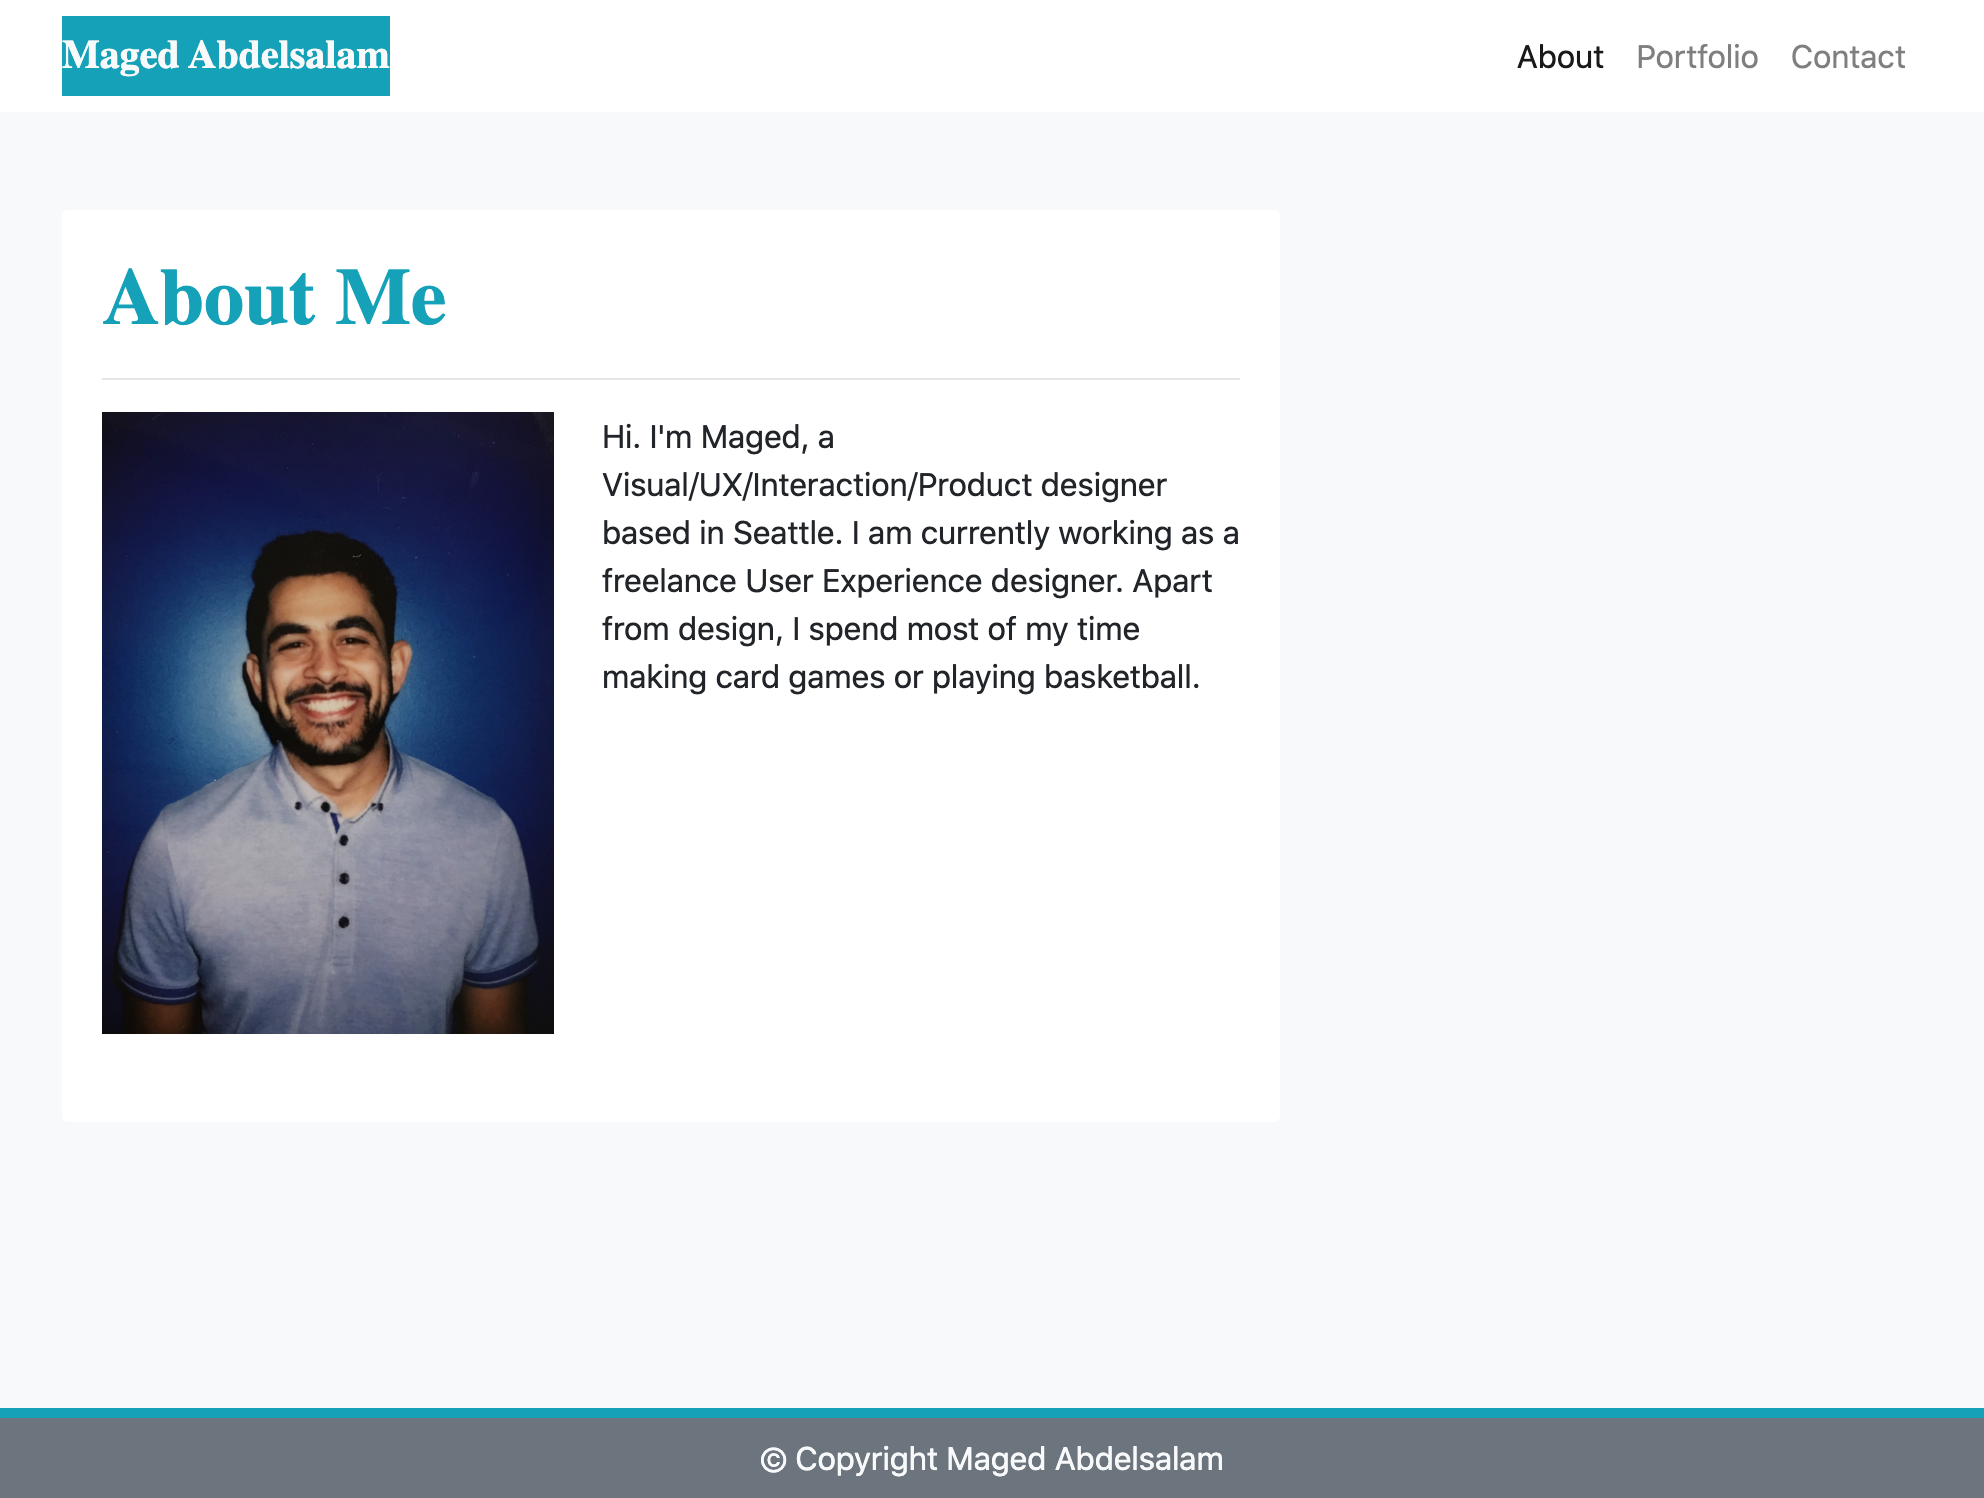 Maged Abdelsalam
About Portfolio Contact
About Me
Hi. I'm Maged, a
Visual/UX/Interaction/Product designer
based in Seattle. I am currently working as a
freelance User Experience designer. Apart
from design, I spend most of my time
making card games or playing basketball.
© Copyright Maged Abdelsalam